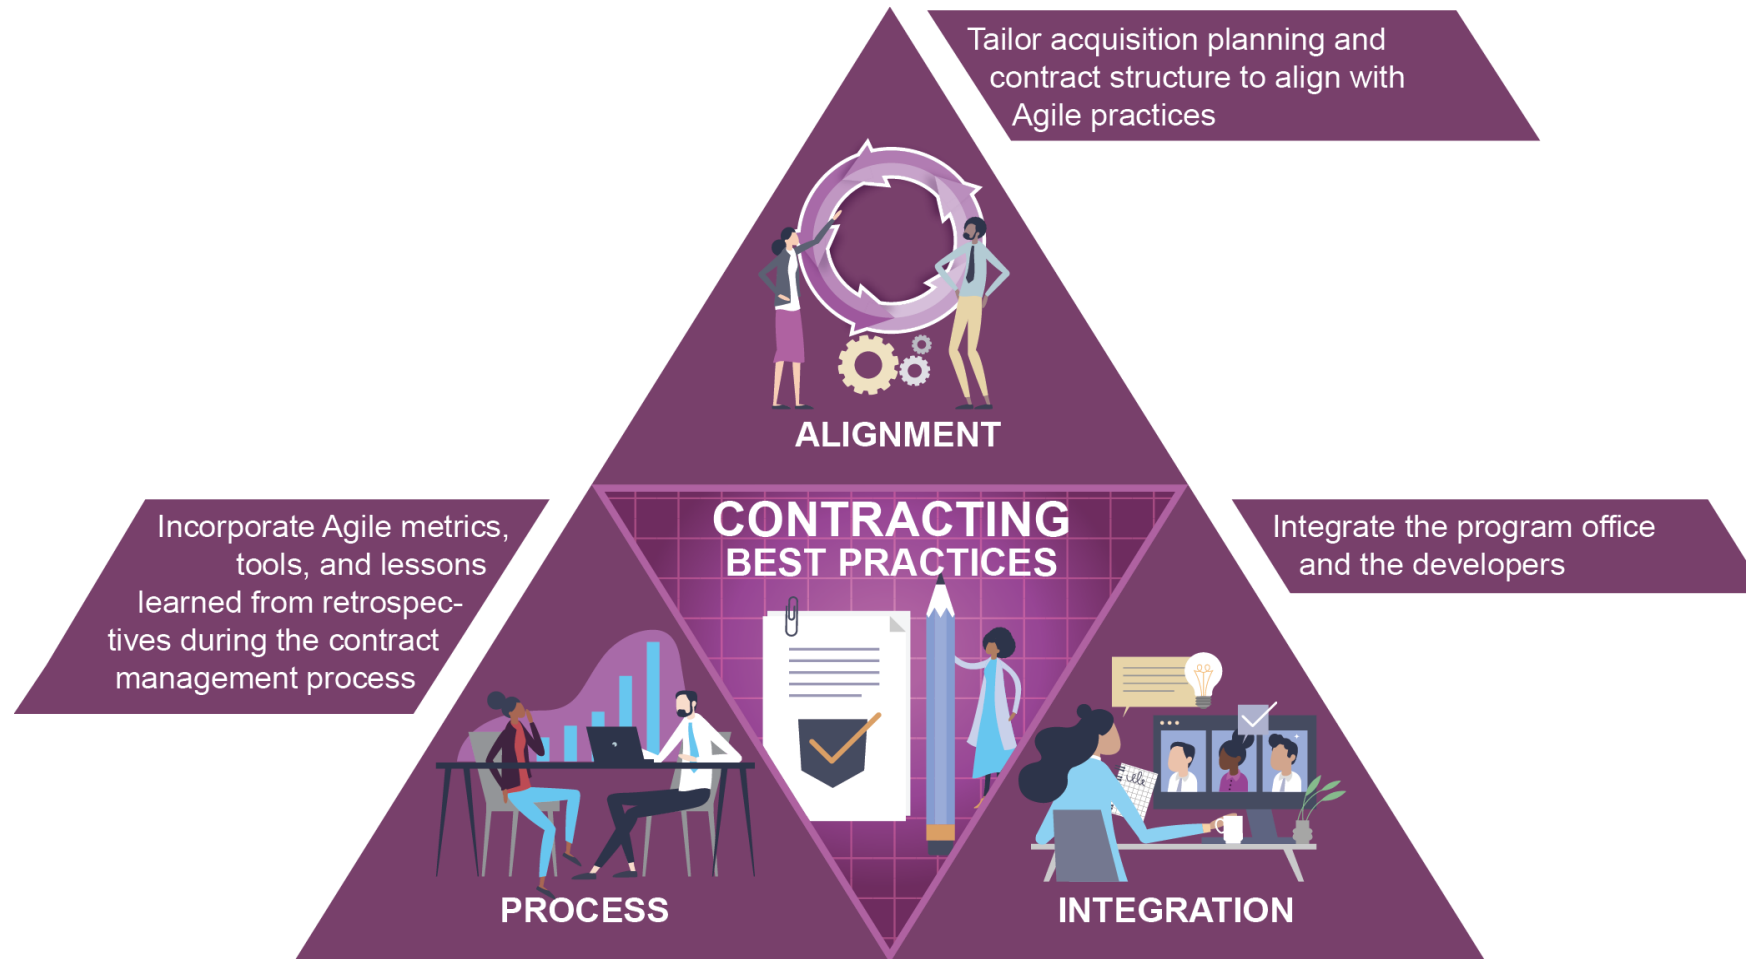 Tailor acquisition planning and
contract structure to align with
Agile practices
ALIGNMENT
CONTRACTING
BEST PRACTICES
Incorporate Agile metrics,
tools, and lessons
learned from retrospec-
tives during the contract
management process
Integrate the program office
and the developers
PROCESS
INTEGRATION